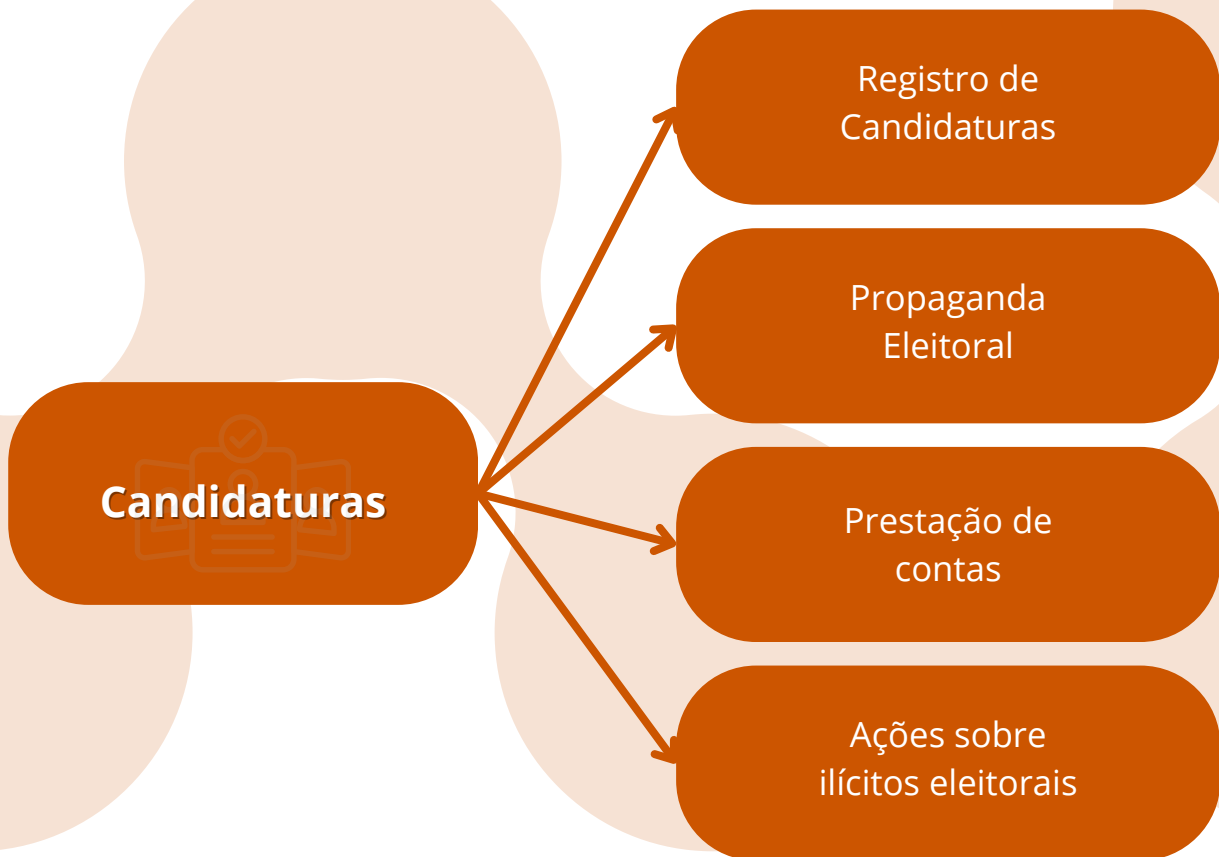 Registro de
Candidaturas
Propaganda
Eleitoral
Candidaturas
Prestação de
contas
Ações sobre
ilícitos eleitorais